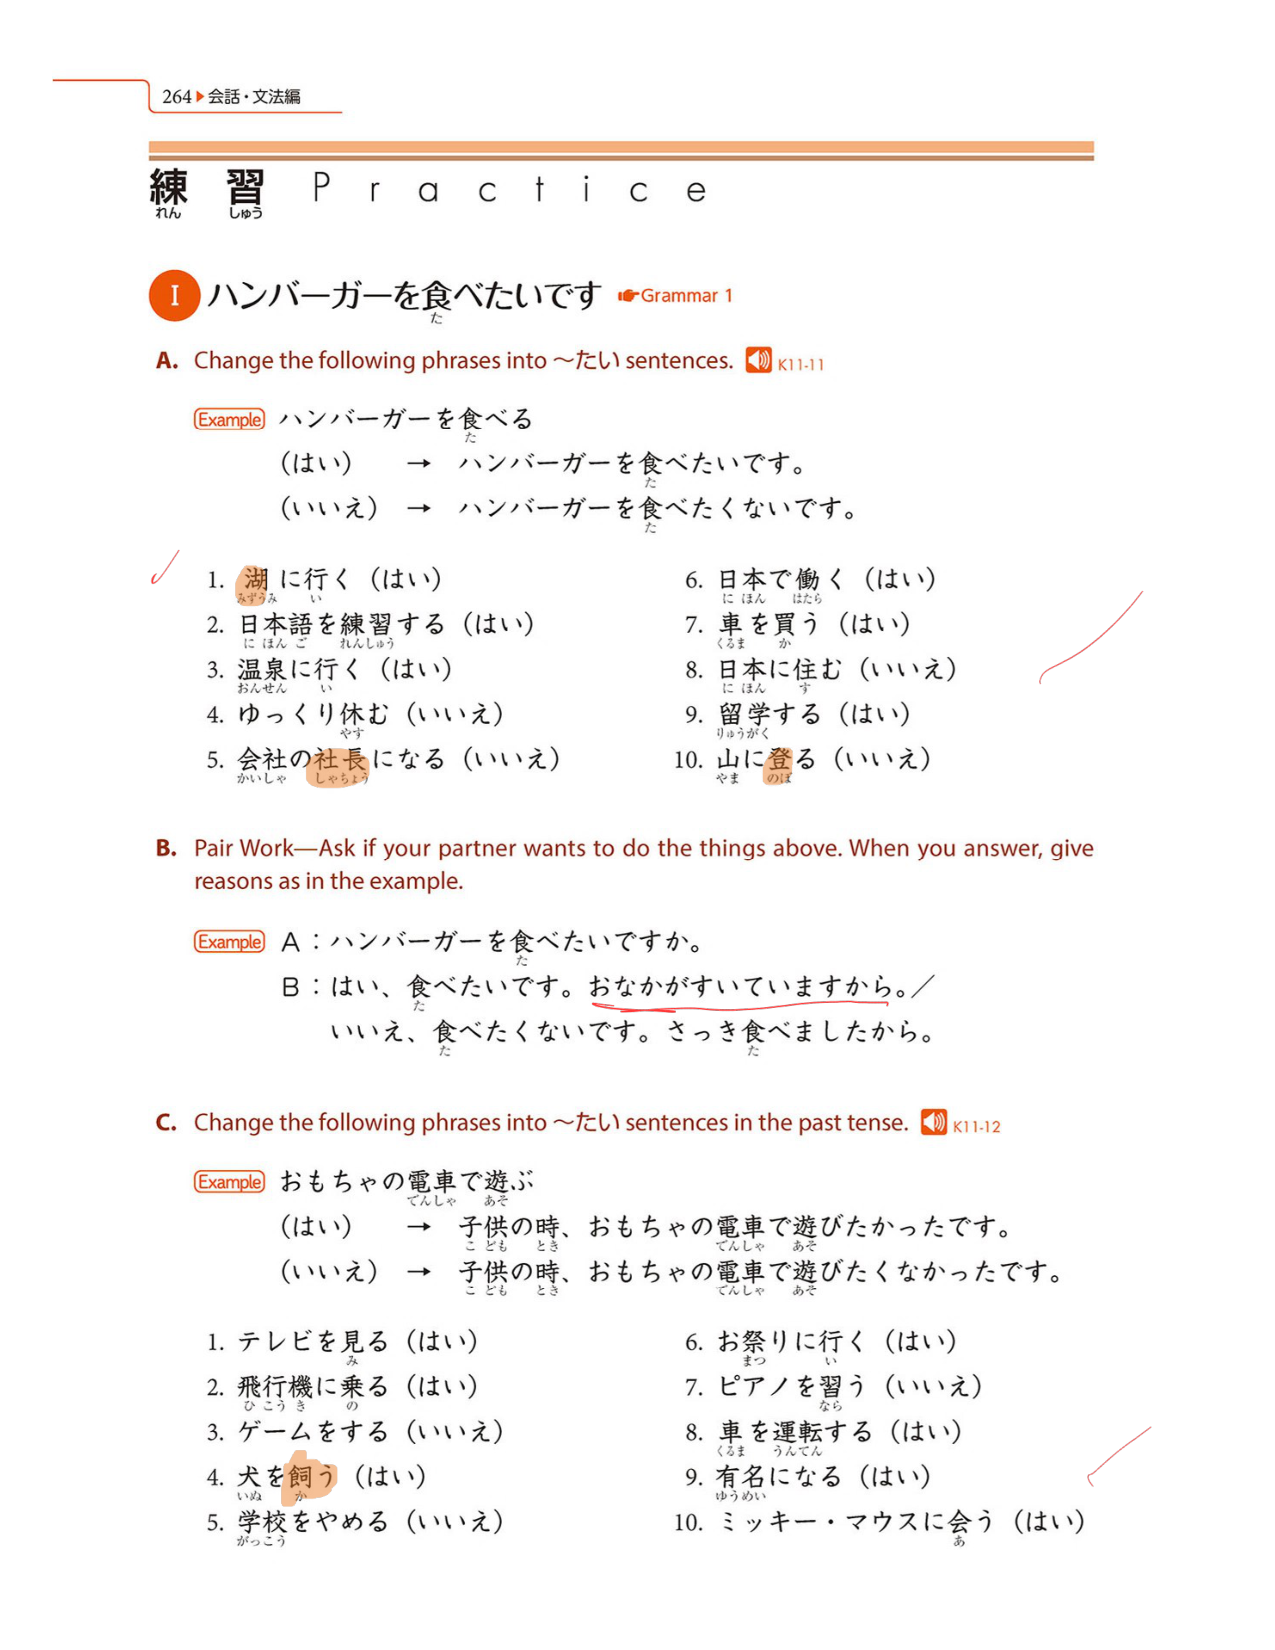 264 ▶ 会話・文法編
練習 Practice
れん しゅう
I ハンバーガーを食べたいです ☛Grammar 1
た
A. Change the following phrases into ～たい sentences. K11-11
Example ハンバーガーを食べる
た
(はい) → ハンバーガーを食べたいです。
た
(いいえ) → ハンバーガーを食べたくないです。
た
1. 湖に行く (はい)
みずうみ い
2. 日本語を練習する (はい)
に ほん ご れんしゅう
3. 温泉に行く (はい)
おんせん い
4. ゆっくり休む (いいえ)
やす
5. 会社の社長になる (いいえ)
かいしゃ しゃちょう
6. 日本で働く (はい)
に ほん はたら
7. 車を買う (はい)
くるま か
8. 日本に住む (いいえ)
に ほん す
9. 留学する (はい)
りゅうがく
10. 山に登る (いいえ)
やま のぼ
B. Pair Work—Ask if your partner wants to do the things above. When you answer, give
reasons as in the example.
Example A：ハンバーガーを食べたいですか。
た
B：はい、食べたいです。おなかがすいていますから。／
た
いいえ、食べたくないです。さっき食べましたから。
た た
C. Change the following phrases into ～たい sentences in the past tense. K11-12
Example おもちゃの電車で遊ぶ
でんしゃ あそ
(はい) → 子供の時、おもちゃの電車で遊びたかったです。
こ ども とき でんしゃ あそ
(いいえ) → 子供の時、おもちゃの電車で遊びたくなかったです。
こ ども とき でんしゃ あそ
1. テレビを見る (はい)
み
2. 飛行機に乗る (はい)
ひ こう き の
3. ゲームをする (いいえ)
4. 犬を飼う (はい)
いぬ か
5. 学校をやめる (いいえ)
がっこう
6. お祭りに行く (はい)
まつ い
7. ピアノを習う (いいえ)
なら
8. 車を運転する (はい)
くるま うんてん
9. 有名になる (はい)
ゆうめい
10. ミッキー・マウスに会う (はい)
あ